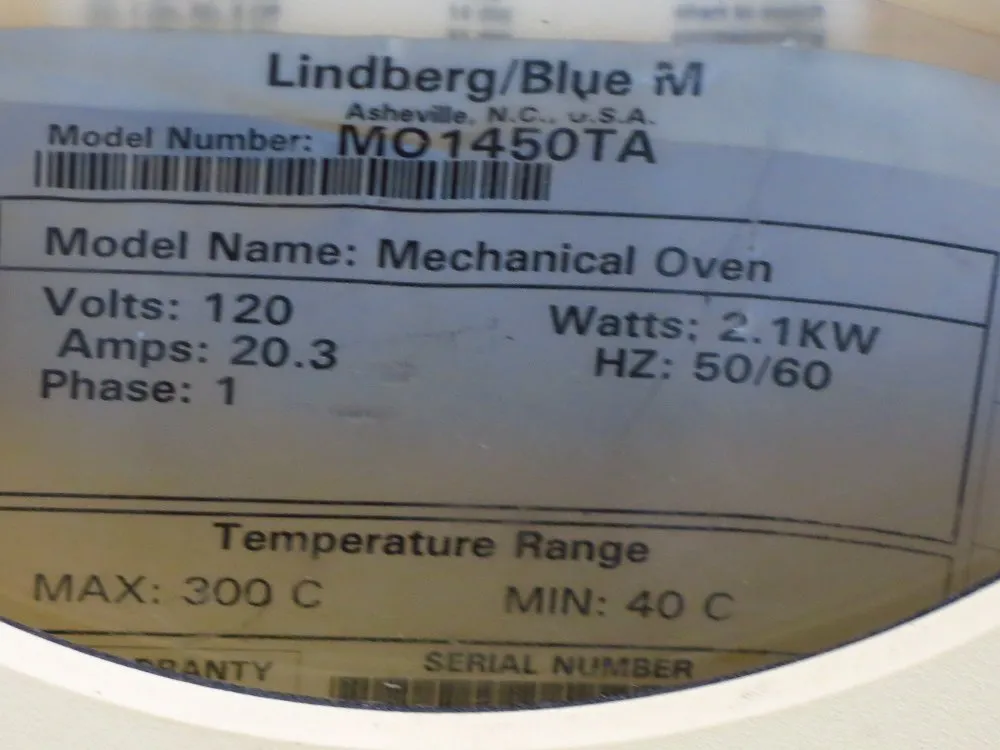 Lindberg/Blue M
Asheville, N.C., U.S.A.
Model Number: MO1450TA
Model Name: Mechanical Oven
Volts: 120 Watts: 2.1KW
Amps: 20.3 HZ: 50/60
Phase: 1
Temperature Range
MAX: 300 C MIN: 40 C
RANTY SERIAL NUMBER